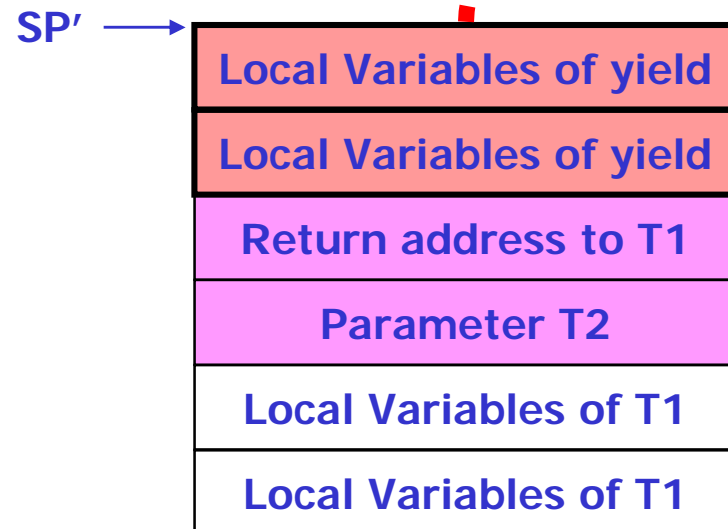 SP′
Local Variables of yield
Local Variables of yield
Return address to T1
Parameter T2
Local Variables of T1
Local Variables of T1